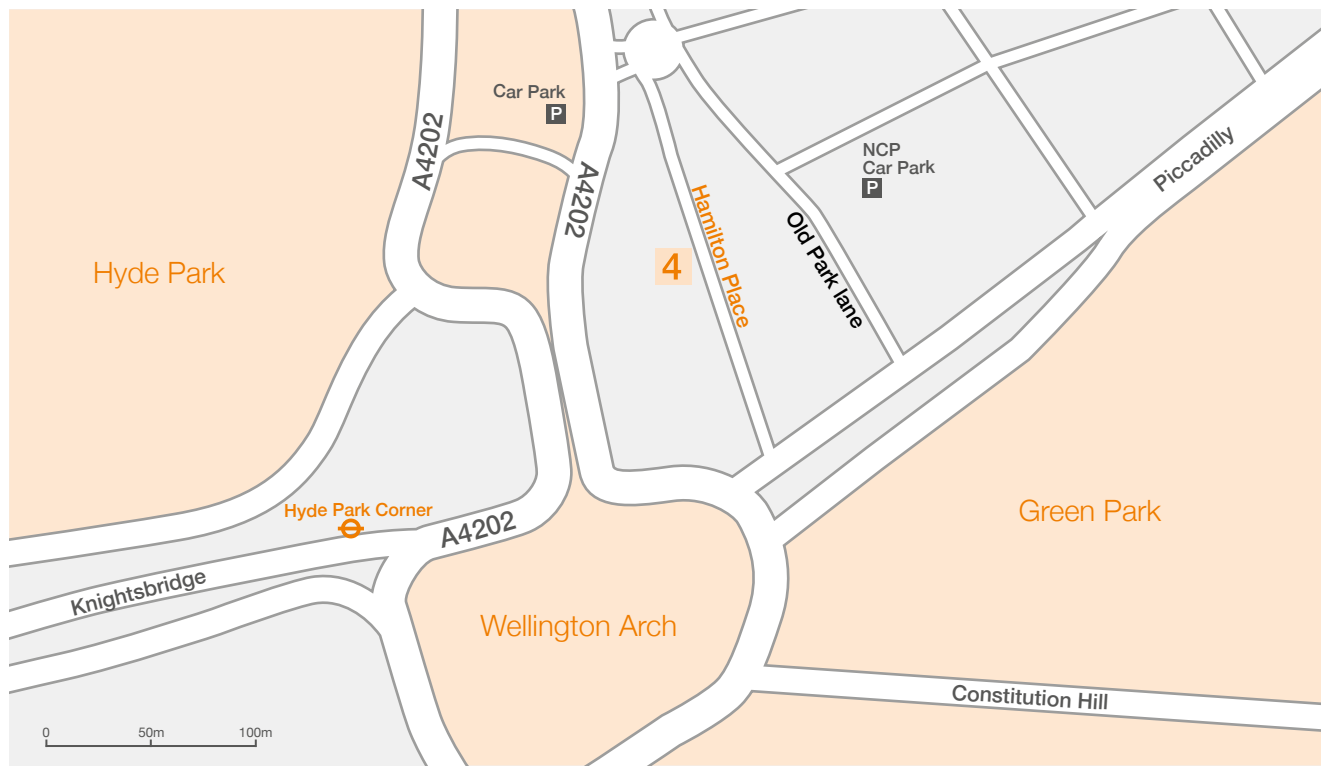 Car Park
P
A4202
A4202
NCP
Car Park
P
Piccadilly
Hamilton Place
Old Park lane
4
Hyde Park
Hyde Park Corner
A4202
Green Park
Knightsbridge
Wellington Arch
Constitution Hill
0 50m 100m